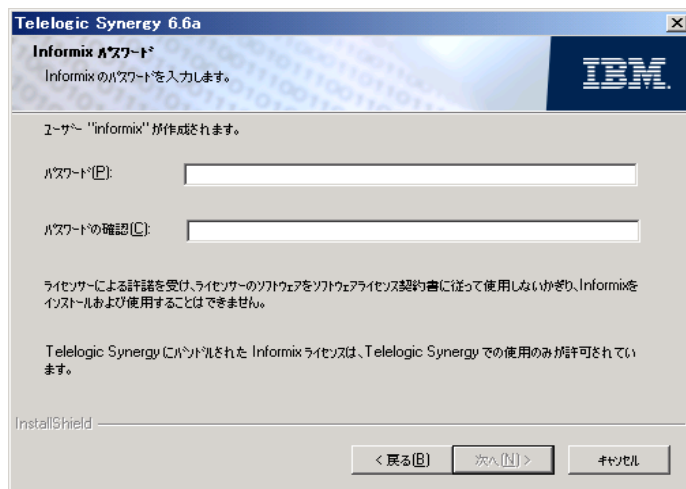 Telelogic Synergy 6.6a
Informix パスワード
Informix のパスワードを入力します。
IBM.
ユーザー "informix" が作成されます。
パスワード(P):
パスワードの確認(C):
ライセンサーによる許諾を受け、ライセンサーのソフトウェアをソフトウェアライセンス契約書に従って使用しないかぎり、Informixを
インストールおよび使用することはできません。
Telelogic Synergy にバンドルされた Informix ライセンスは、Telelogic Synergy での使用のみが許可されてい
ます。
InstallShield
< 戻る(B)
次へ(N) >
キャンセル